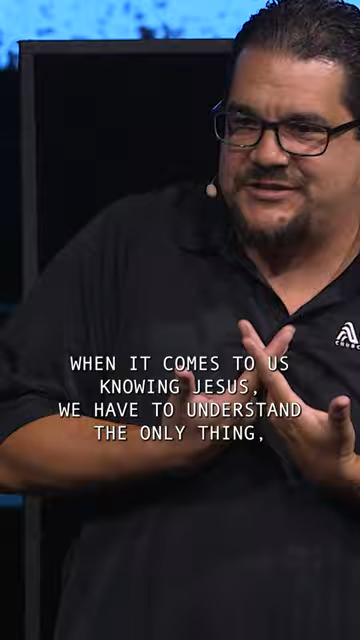 WHEN IT COMES TO US
KNOWING JESUS,
WE HAVE TO UNDERSTAND
THE ONLY THING,